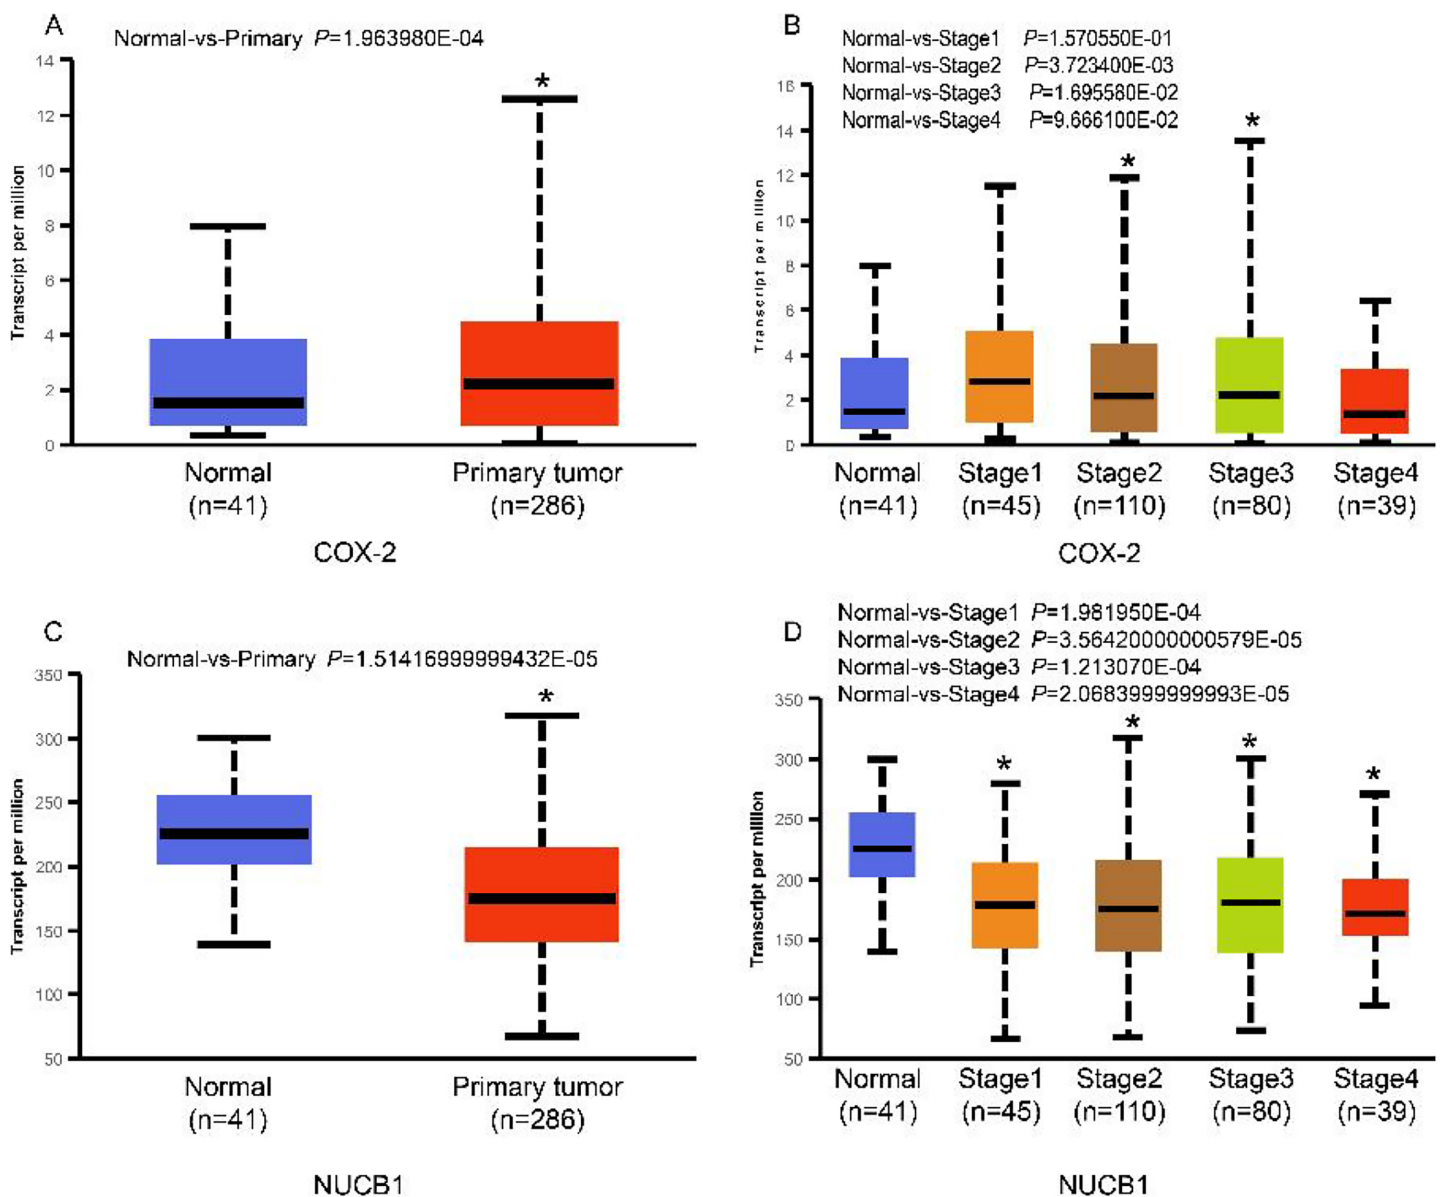 A
Normal-vs-Primary P=1.963980E-04
14
12
10
8
6
4
2
0
Transcript per million
*
Normal
(n=41)
Primary tumor
(n=286)
COX-2
B
Normal-vs-Stage1 P=1.570550E-01
Normal-vs-Stage2 P=3.723400E-03
Normal-vs-Stage3 P=1.695580E-02
Normal-vs-Stage4 P=9.666100E-02
16
14
12
10
8
6
4
2
0
Transcript per million
*
*
Normal
(n=41)
Stage1
(n=45)
Stage2
(n=110)
Stage3
(n=80)
Stage4
(n=39)
COX-2
C
Normal-vs-Primary P=1.51416999999432E-05
350
300
250
200
150
100
50
Transcript per million
*
Normal
(n=41)
Primary tumor
(n=286)
NUCB1
D
Normal-vs-Stage1 P=1.981950E-04
Normal-vs-Stage2 P=3.56420000000579E-05
Normal-vs-Stage3 P=1.213070E-04
Normal-vs-Stage4 P=2.0683999999993E-05
350
300
250
200
150
100
50
Transcript per million
*
*
*
*
Normal
(n=41)
Stage1
(n=45)
Stage2
(n=110)
Stage3
(n=80)
Stage4
(n=39)
NUCB1